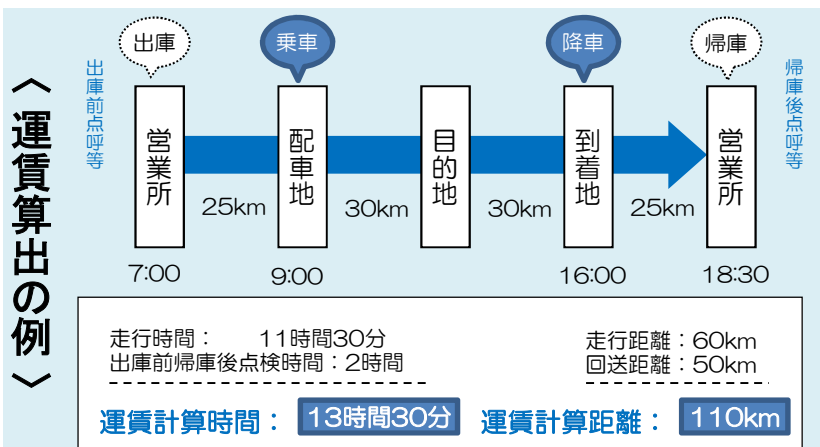 〈運賃算出の例〉
出庫
乗車
降車
帰庫
出庫前点呼等
帰庫後点呼等
営業所
配車地
目的地
到着地
営業所
25km
30km
30km
25km
7:00
9:00
16:00
18:30
走行時間： 11時間30分
出庫前帰庫後点検時間：2時間
走行距離：60km
回送距離：50km
運賃計算時間： 13時間30分
運賃計算距離： 110km